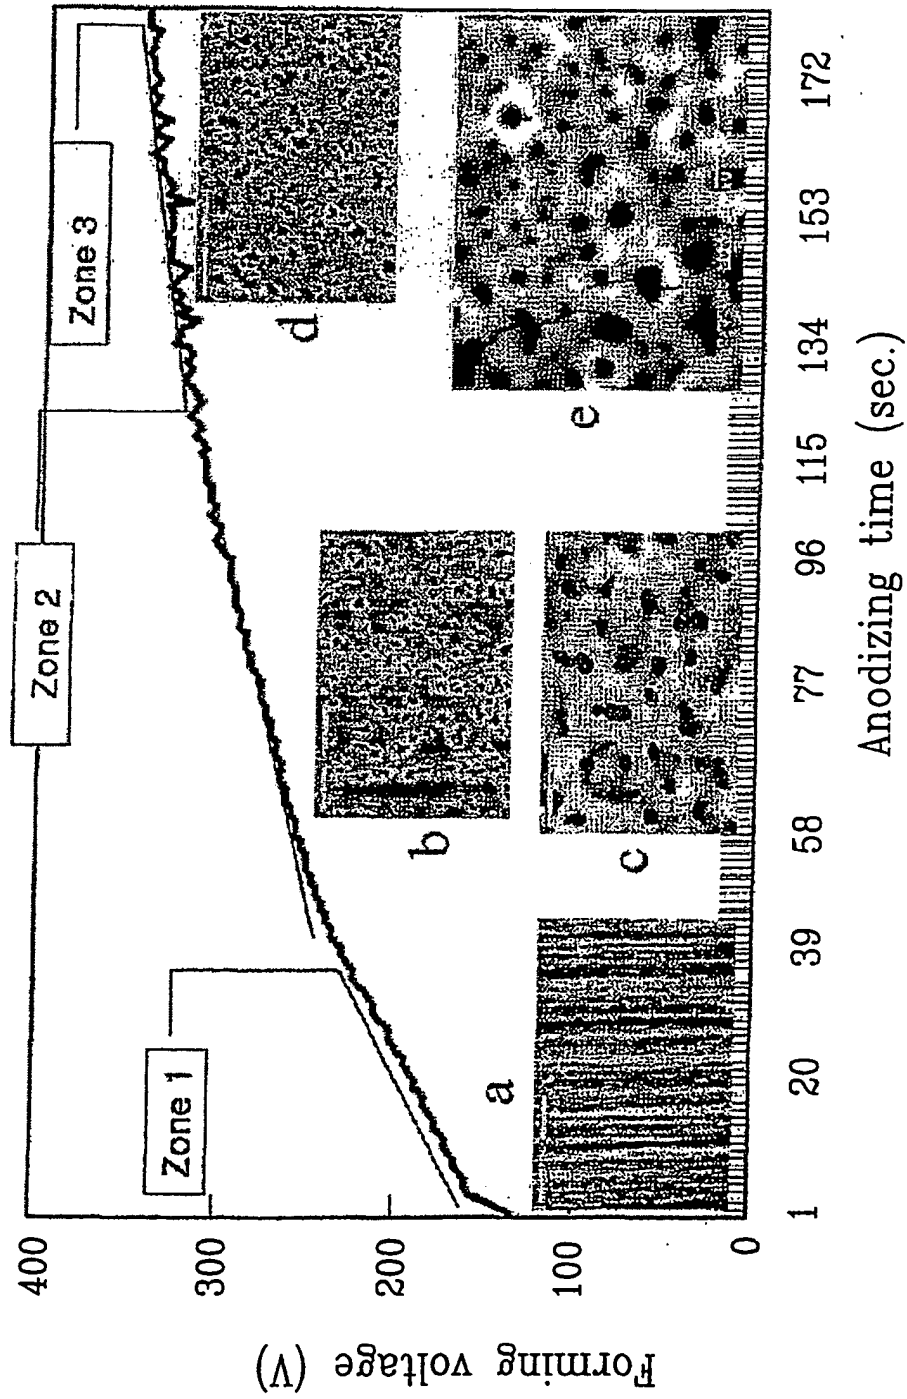 Forming voltage (V)
400
300
200
100
0
Zone 1
Zone 2
Zone 3
a
b
c
d
e
1
20
39
58
77
96
115
134
153
172
Anodizing time (sec.)